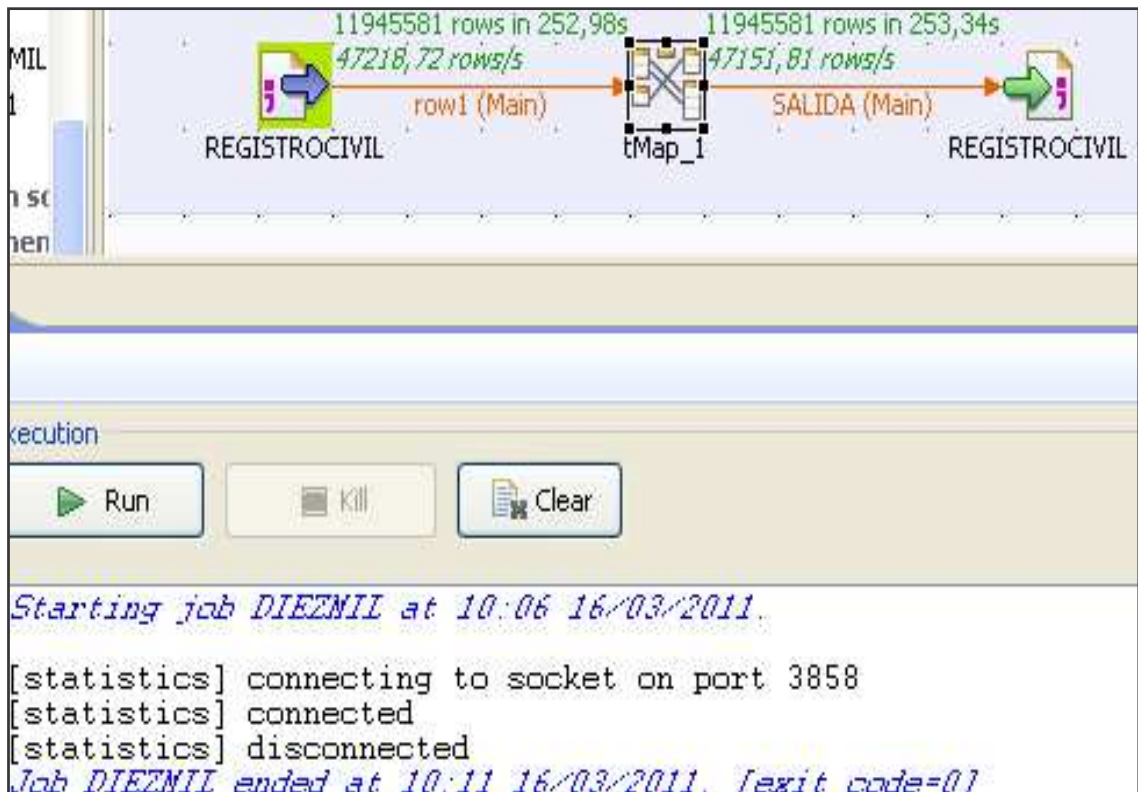 11945581 rows in 252,98s 11945581 rows in 253,34s
MIL 47218,72 rows/s 47151,81 rows/s
1 row1 (Main) SALIDA (Main)
REGISTROCIVIL tMap_1 REGISTROCIVIL
n sc
nen
xecution
Run Kill Clear
Starting job DIEZMIL at 10:06 16/03/2011.
[statistics] connecting to socket on port 3858
[statistics] connected
[statistics] disconnected
Job DIEZMIL ended at 10:11 16/03/2011. [exit code=0]